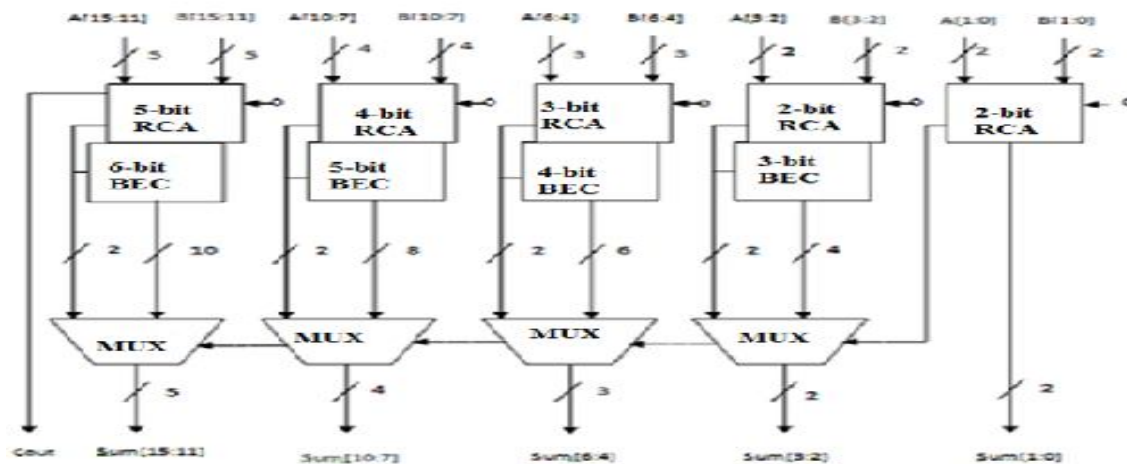 A[15:11] B[15:11] A[10:7] B[10:7] A[6:4] B[6:4] A[3:2] B[3:2] A[1:0] B[1:0]
5 5 4 4 3 3 2 2 2 2
5-bit RCA
4-bit RCA
3-bit RCA
2-bit RCA
2-bit RCA
6-bit BEC
5-bit BEC
4-bit BEC
3-bit BEC
2 10 2 8 2 6 2 4
MUX MUX MUX MUX
5 4 3 2 2
Cout Sum[15:11] Sum[10:7] Sum[6:4] Sum[3:2] Sum[1:0]